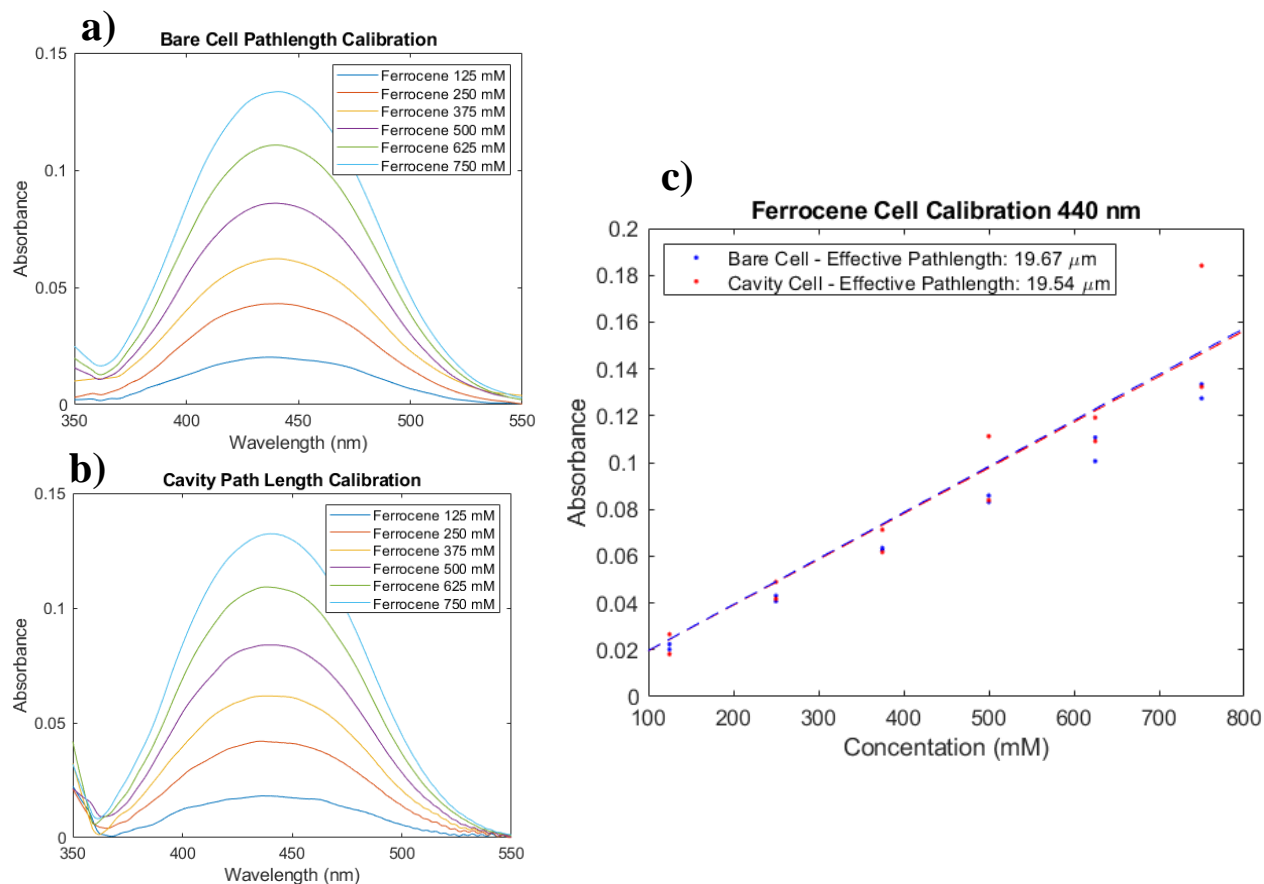 a)
Bare Cell Pathlength Calibration
0.15
0.1
0.05
0
Absorbance
Ferrocene 125 mM
Ferrocene 250 mM
Ferrocene 375 mM
Ferrocene 500 mM
Ferrocene 625 mM
Ferrocene 750 mM
350
400
450
500
550
Wavelength (nm)
b)
Cavity Path Length Calibration
0.15
0.1
0.05
0
Absorbance
Ferrocene 125 mM
Ferrocene 250 mM
Ferrocene 375 mM
Ferrocene 500 mM
Ferrocene 625 mM
Ferrocene 750 mM
350
400
450
500
550
Wavelength (nm)
c)
Ferrocene Cell Calibration 440 nm
0.2
0.18
0.16
0.14
0.12
0.1
0.08
0.06
0.04
0.02
0
Absorbance
Bare Cell - Effective Pathlength: 19.67 μm
Cavity Cell - Effective Pathlength: 19.54 μm
100
200
300
400
500
600
700
800
Concentation (mM)